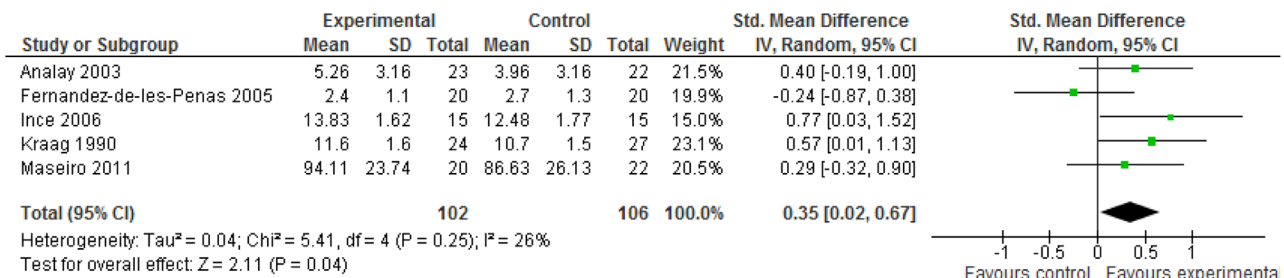 Experimental Control Std. Mean Difference Std. Mean Difference
Study or Subgroup Mean SD Total Mean SD Total Weight IV, Random, 95% CI IV, Random, 95% CI
Analay 2003 5.26 3.16 23 3.96 3.16 22 21.5% 0.40 [-0.19, 1.00]
Fernandez-de-les-Penas 2005 2.4 1.1 20 2.7 1.3 20 19.9% -0.24 [-0.87, 0.38]
Ince 2006 13.83 1.62 15 12.48 1.77 15 15.0% 0.77 [0.03, 1.52]
Kraag 1990 11.6 1.6 24 10.7 1.5 27 23.1% 0.57 [0.01, 1.13]
Maseiro 2011 94.11 23.74 20 86.63 26.13 22 20.5% 0.29 [-0.32, 0.90]
Total (95% CI) 102 106 100.0% 0.35 [0.02, 0.67]
Heterogeneity: Tau² = 0.04; Chi² = 5.41, df = 4 (P = 0.25); I² = 26%
Test for overall effect: Z = 2.11 (P = 0.04)
-1 -0.5 0 0.5 1
Favours control Favours experimental